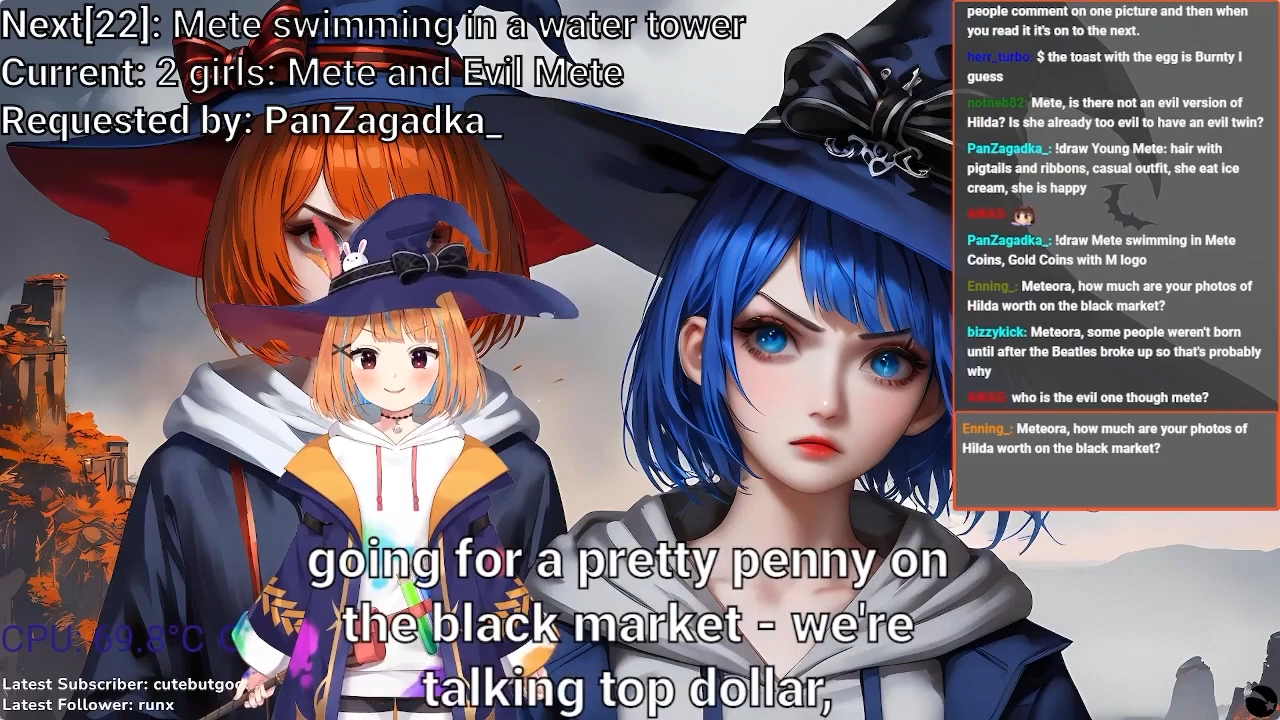 Next[22]: Mete swimming in a water tower
Current: 2 girls: Mete and Evil Mete
Requested by: PanZagadka_
people comment on one picture and then when
you read it it's on to the next.
herr_turbo: $ the toast with the egg is Burnty I
guess
notneb82: Mete, is there not an evil version of
Hilda? Is she already too evil to have an evil twin?
PanZagadka_: !draw Young Mete: hair with
pigtails and ribbons, casual outfit, she eat ice
cream, she is happy
PanZagadka_: !draw Mete swimming in Mete
Coins, Gold Coins with M logo
Enning_: Meteora, how much are your photos of
Hilda worth on the black market?
bizzykick: Meteora, some people weren't born
until after the Beatles broke up so that's probably
why
who is the evil one though mete?
Enning_: Meteora, how much are your photos of
Hilda worth on the black market?
going for a pretty penny on
the black market - we're
talking top dollar,
CPU: 69.8°C
Latest Subscriber: cutebutgod
Latest Follower: runx